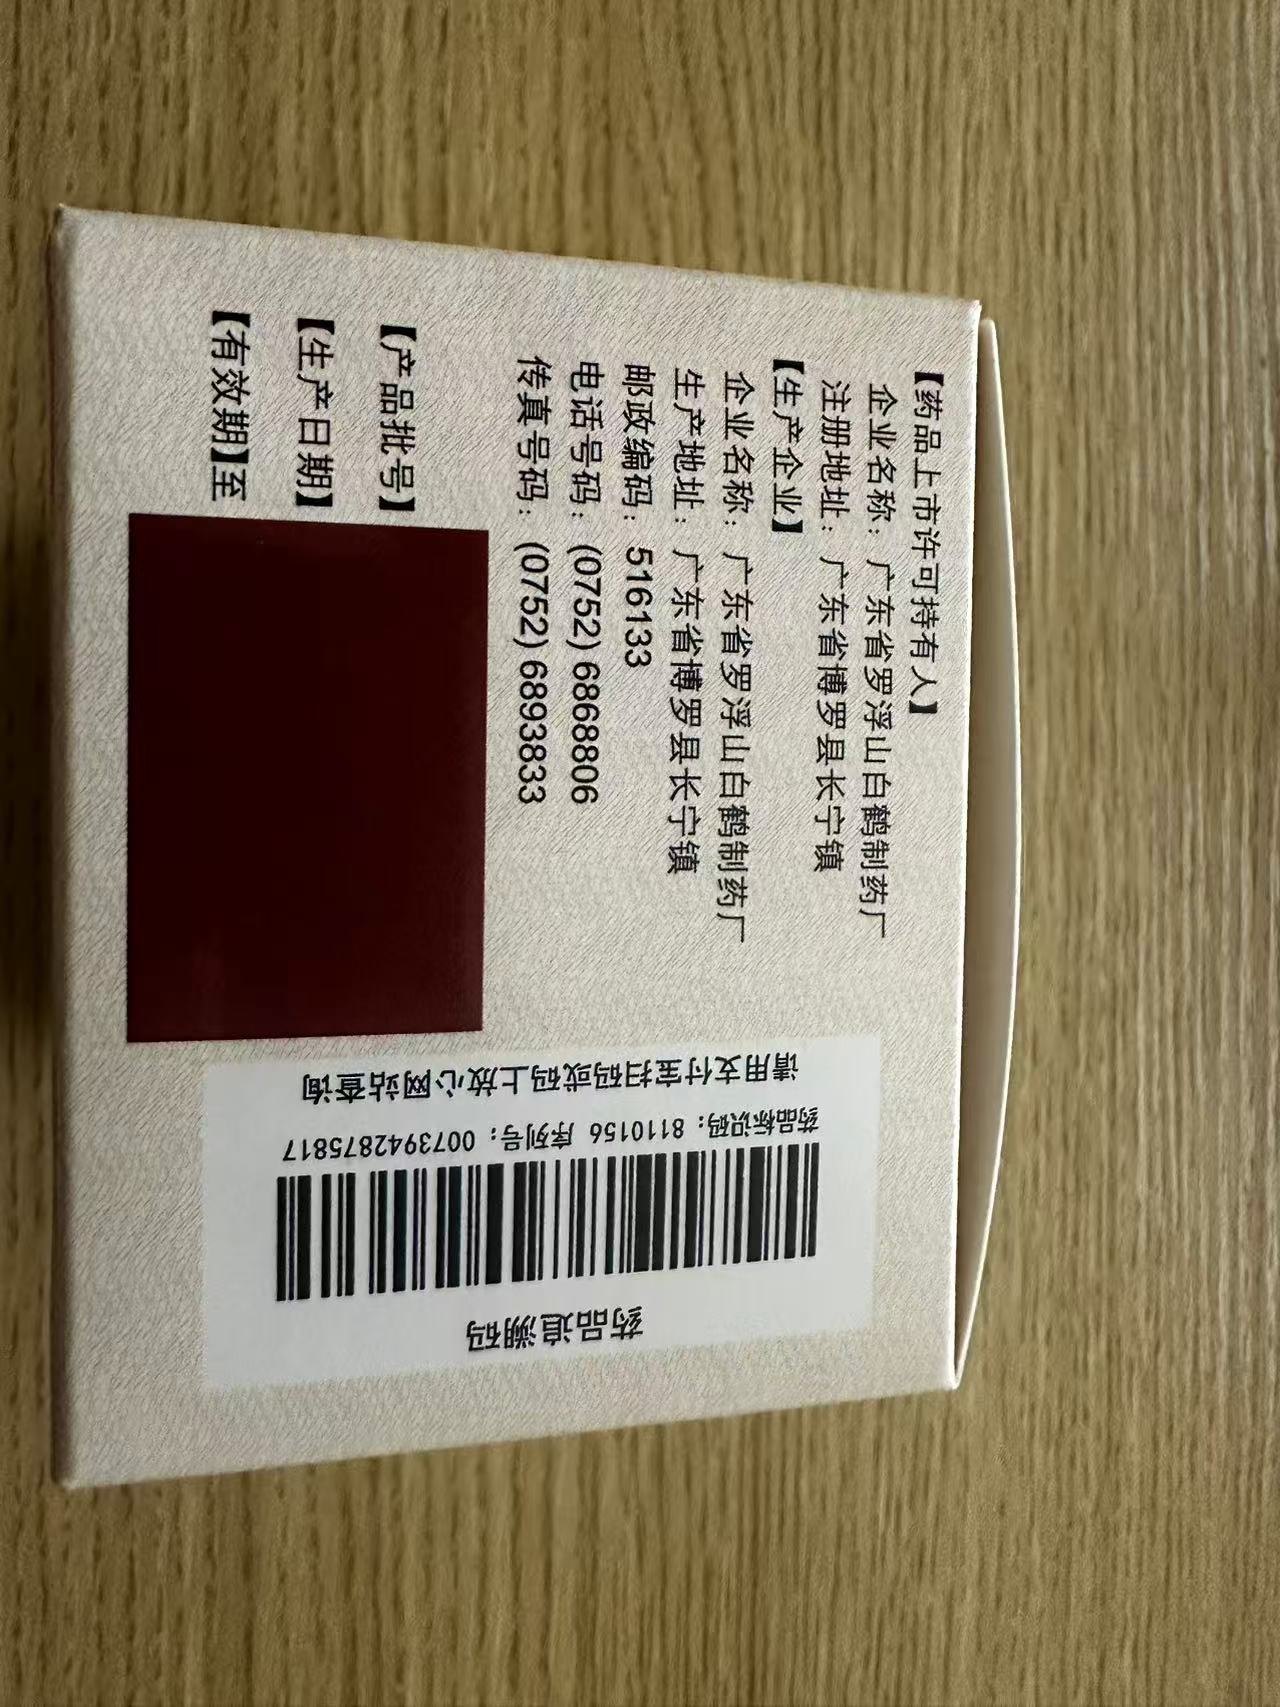 【药品上市许可持有人】
企业名称：广东省罗浮山白鹤制药厂
注册地址：广东省博罗县长宁镇
【生产企业】
企业名称：广东省罗浮山白鹤制药厂
生产地址：广东省博罗县长宁镇
邮政编码：516133
电话号码：(0752) 6868806
传真号码：(0752) 6893833
【产品批号】
【生产日期】
【有效期】至
药品追溯码
药品标识码：8110156 序列号：0073942875817
请用支付宝扫码或码上放心网站查询